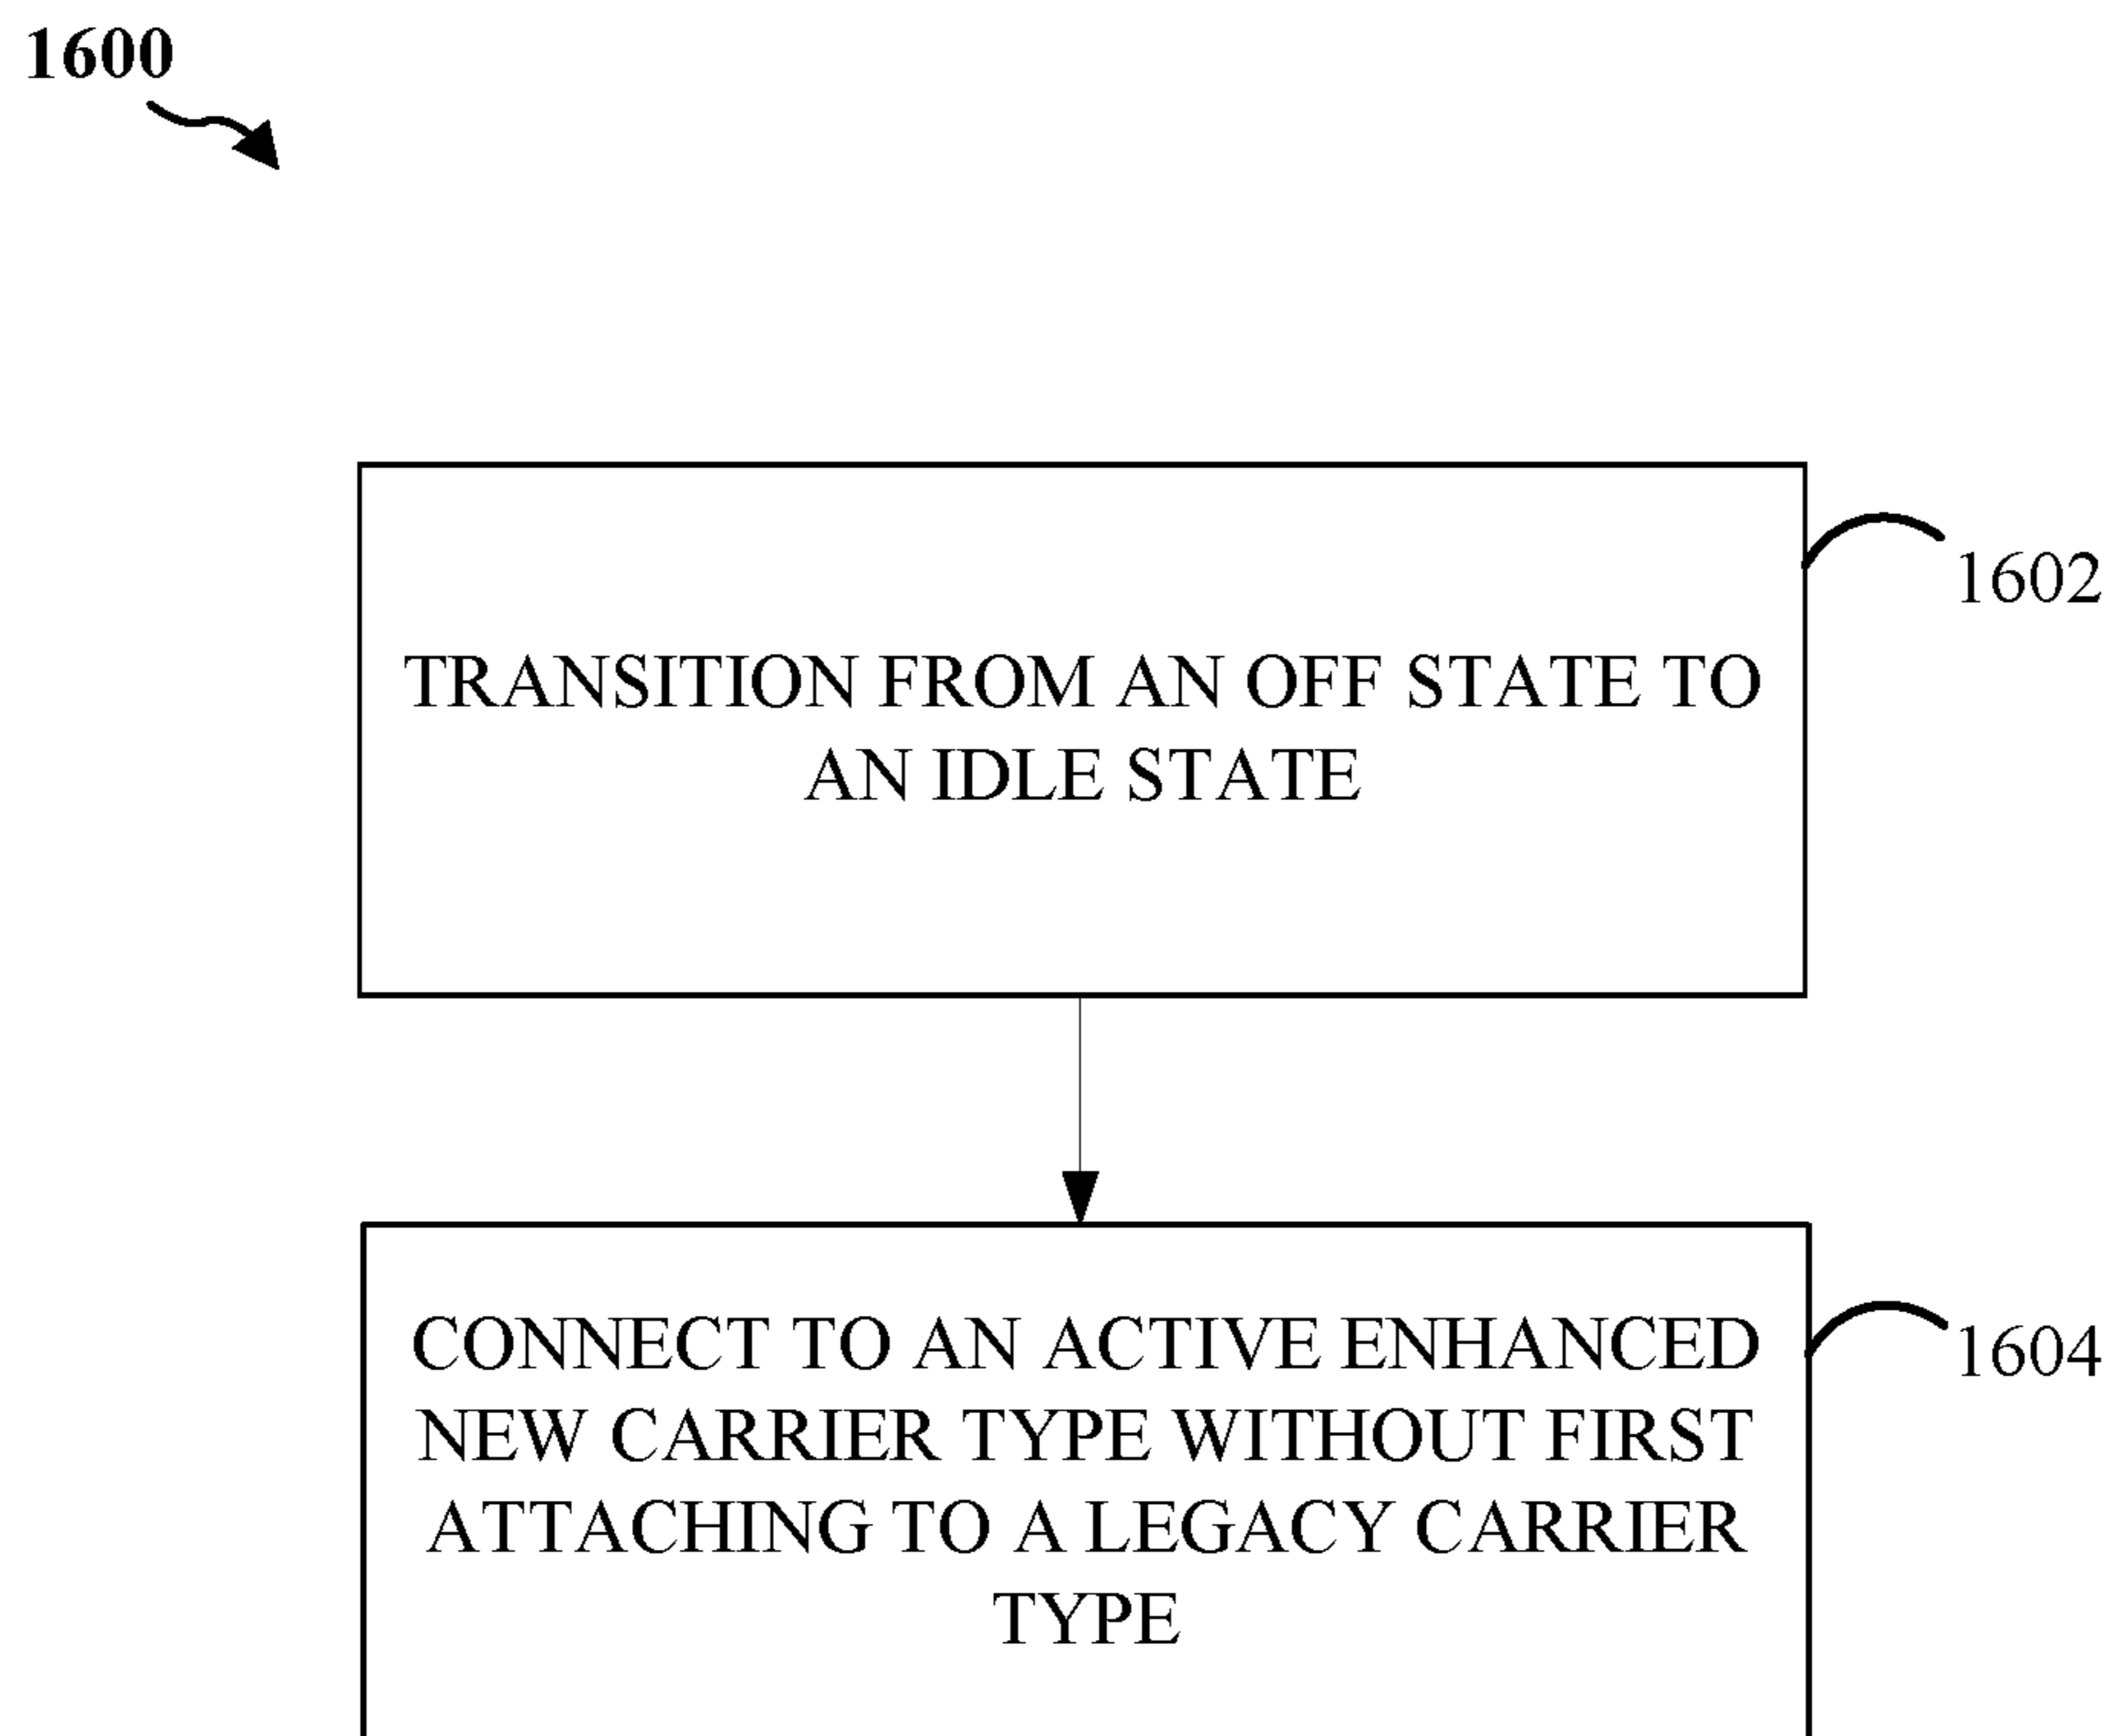 1600
1602
TRANSITION FROM AN OFF STATE TO
AN IDLE STATE
CONNECT TO AN ACTIVE ENHANCED
1604
NEW CARRIER TYPE WITHOUT FIRST
ATTACHING TO A LEGACY CARRIER
TYPE